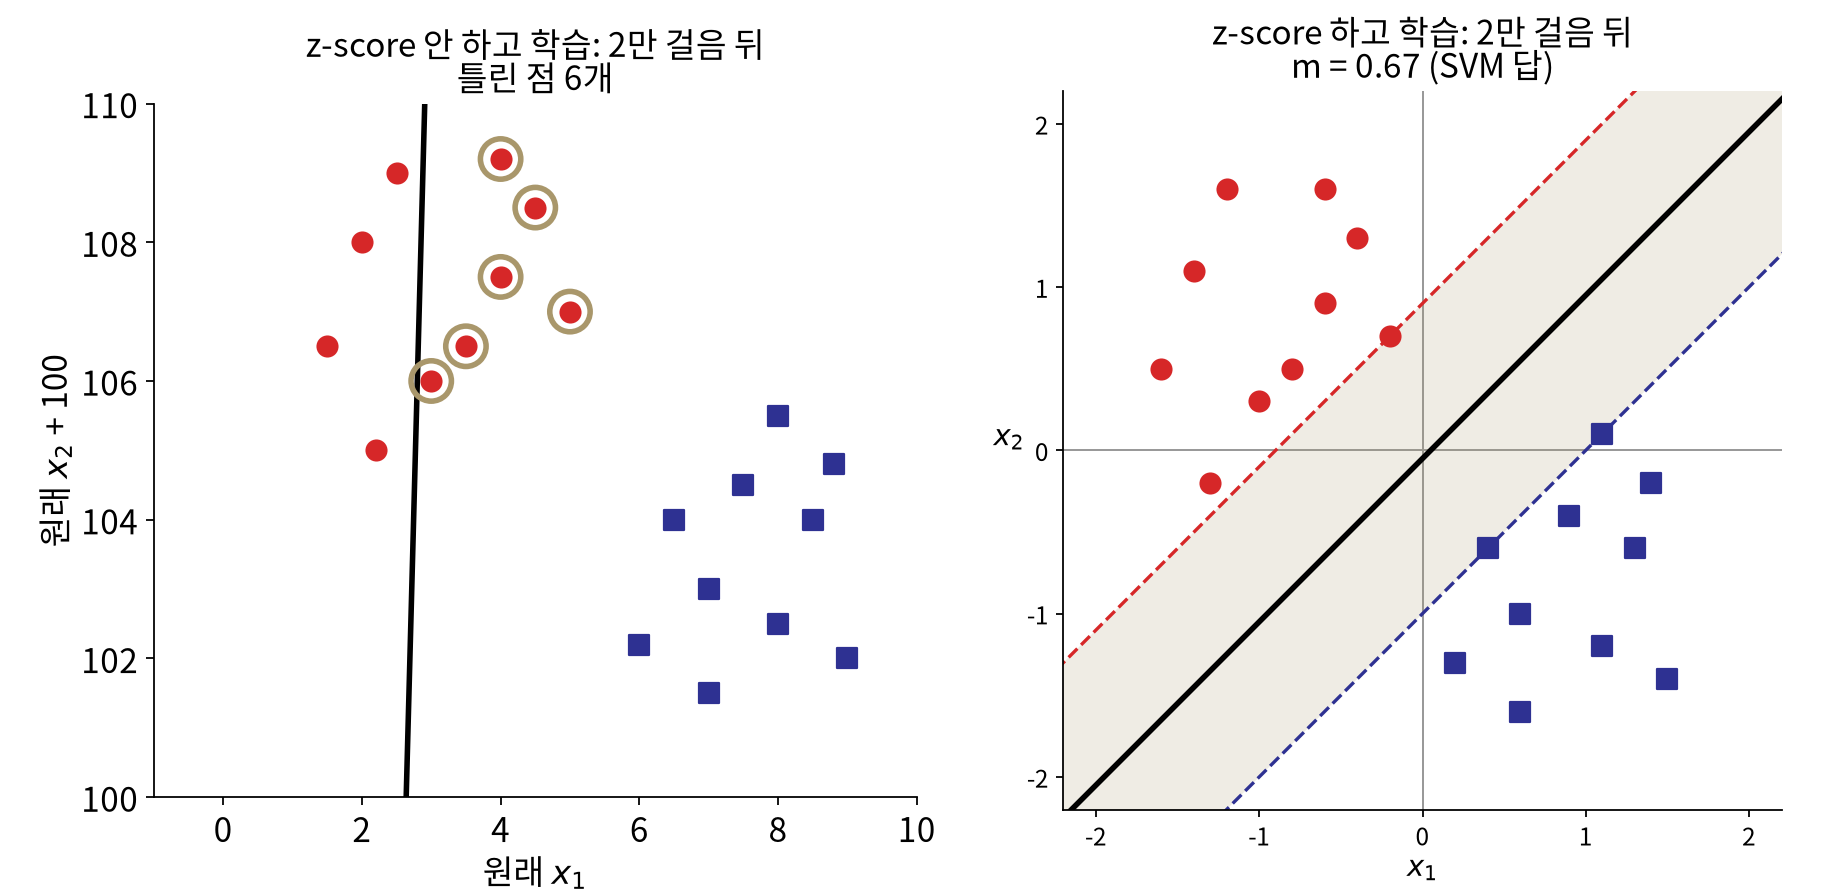 z-score 안 하고 학습: 2만 걸음 뒤
틀린 점 6개
110
108
106
104
102
100
원래 x₂ + 100
0 2 4 6 8 10
원래 x₁
z-score 하고 학습: 2만 걸음 뒤
m = 0.67 (SVM 답)
2
1
0
-1
-2
x₂
-2 -1 0 1 2
x₁